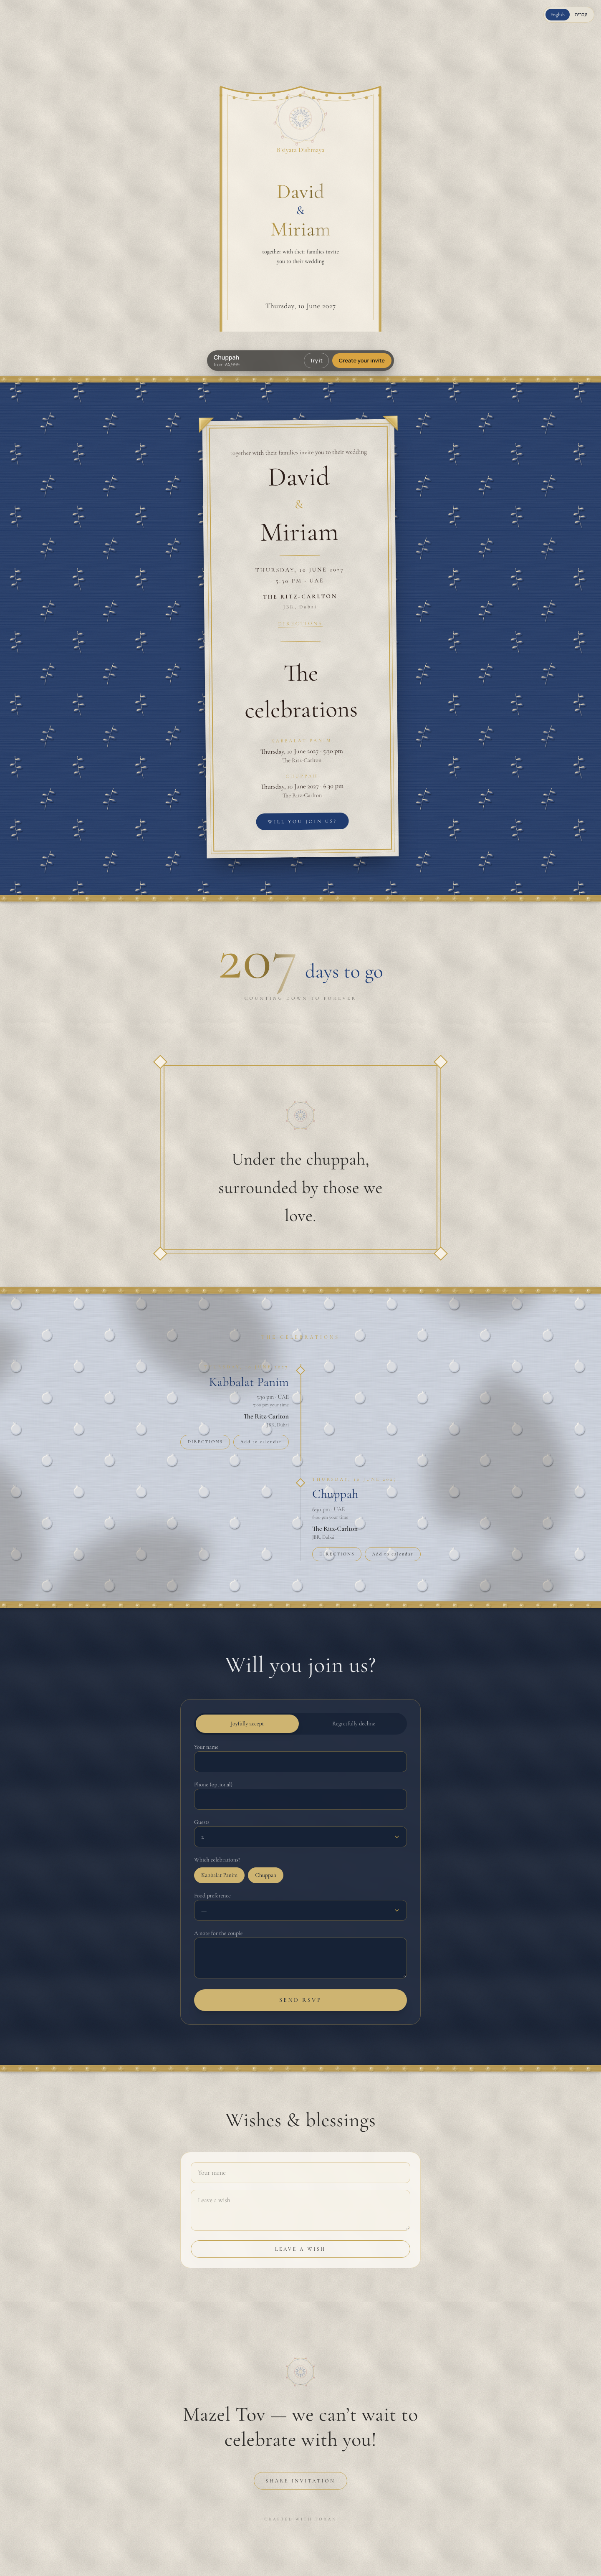 English עברית
David
&
Miriam
together with their families invite
you to their wedding
Thursday, 10 June 2027
Chuppah
Try it
Create your invite
together with their families invite you to their wedding
David
&
Miriam
THURSDAY, 10 JUNE 2027
5:30 PM · UAE
THE RITZ-CARLTON
JBR, Dubai
DIRECTIONS
The
celebrations
KABBALAT PANIM
Thursday, 10 June 2027 · 5:30 pm
The Ritz-Carlton
CHUPPAH
Thursday, 10 June 2027 · 6:30 pm
The Ritz-Carlton
WILL YOU JOIN US?
207 days to go
COUNTING DOWN TO FOREVER
Under the chuppah,
surrounded by those we
love.
Kabbalat Panim
5:30 pm · UAE
The Ritz-Carlton
JBR, Dubai
DIRECTIONS
Add to calendar
THURSDAY, 10 JUNE 2027
Chuppah
6:30 pm · UAE
The Ritz-Carlton
JBR, Dubai
DIRECTIONS
Add to calendar
Will you join us?
Joyfully accept
Regretfully decline
Your name
Phone (optional)
Guests
2
Which celebrations?
Kabbalat Panim
Chuppah
Food preference
—
A note for the couple
SEND RSVP
Wishes & blessings
Your name
Leave a wish
LEAVE A WISH
Mazel Tov — we can't wait to
celebrate with you!
SHARE INVITATION